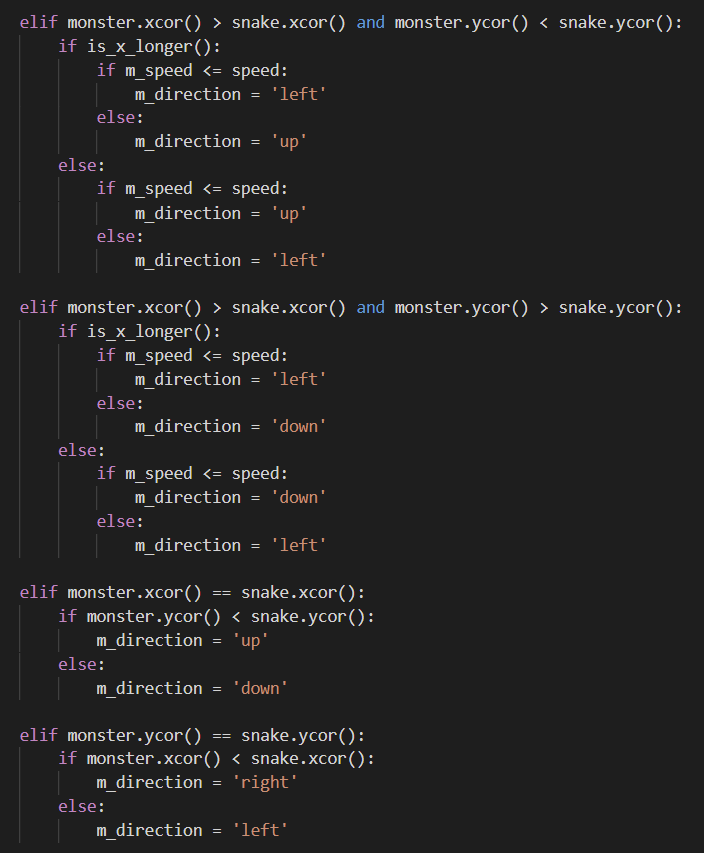 elif monster.xcor() > snake.xcor() and monster.ycor() < snake.ycor():
    if is_x_longer():
        if m_speed <= speed:
            m_direction = 'left'
        else:
            m_direction = 'up'
    else:
        if m_speed <= speed:
            m_direction = 'up'
        else:
            m_direction = 'left'

elif monster.xcor() > snake.xcor() and monster.ycor() > snake.ycor():
    if is_x_longer():
        if m_speed <= speed:
            m_direction = 'left'
        else:
            m_direction = 'down'
    else:
        if m_speed <= speed:
            m_direction = 'down'
        else:
            m_direction = 'left'

elif monster.xcor() == snake.xcor():
    if monster.ycor() < snake.ycor():
        m_direction = 'up'
    else:
        m_direction = 'down'

elif monster.ycor() == snake.ycor():
    if monster.xcor() < snake.xcor():
        m_direction = 'right'
    else:
        m_direction = 'left'